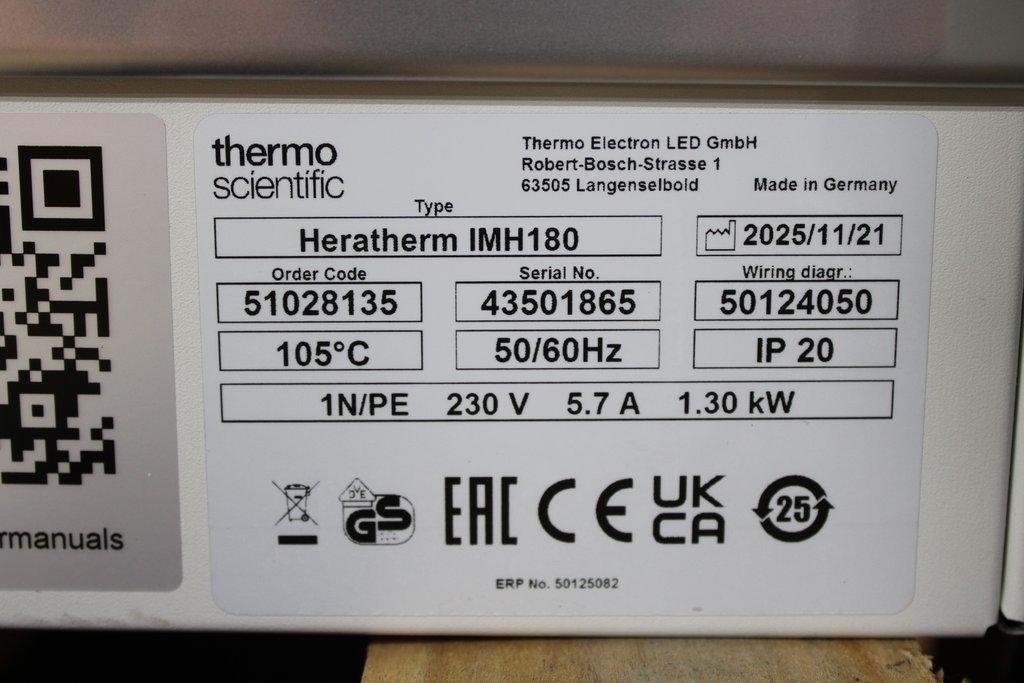 thermo
scientific
Thermo Electron LED GmbH
Robert-Bosch-Strasse 1
63505 Langenselbold
Made in Germany
Type
Heratherm IMH180
2025/11/21
Order Code
Serial No.
Wiring diagr.:
51028135
43501865
50124050
105°C
50/60Hz
IP 20
1N/PE 230 V 5.7 A 1.30 kW
DVE
GS
EAC
CE
UK
CA
25
ERP No. 50125082
rmanuals